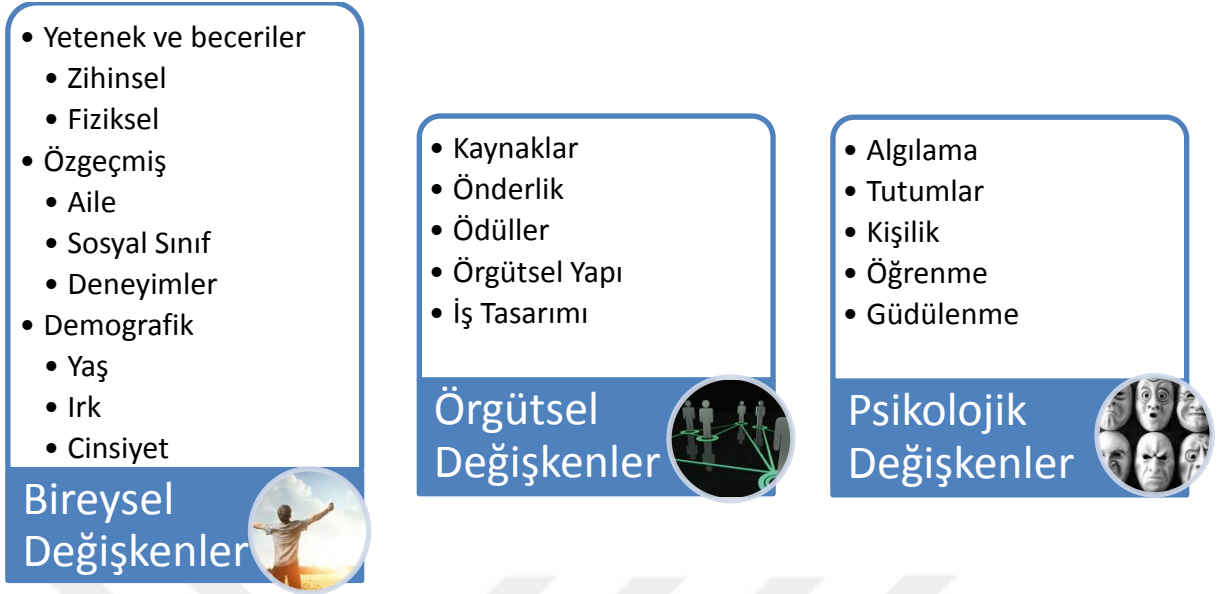 • Yetenek ve beceriler
• Zihinsel
• Fiziksel
• Özgeçmiş
• Aile
• Sosyal Sınıf
• Deneyimler
• Demografik
• Yaş
• Irk
• Cinsiyet
Bireysel
Değişkenler
• Kaynaklar
• Önderlik
• Ödüller
• Örgütsel Yapı
• İş Tasarımı
Örgütsel
Değişkenler
• Algılama
• Tutumlar
• Kişilik
• Öğrenme
• Güdülenme
Psikolojik
Değişkenler